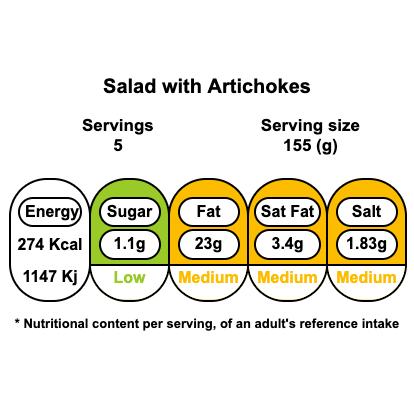 Salad with Artichokes
Servings
5
Serving size
155 (g)
Energy
274 Kcal
1147 Kj
Sugar
1.1g
Low
Fat
23g
Medium
Sat Fat
3.4g
Medium
Salt
1.83g
Medium
* Nutritional content per serving, of an adult's reference intake